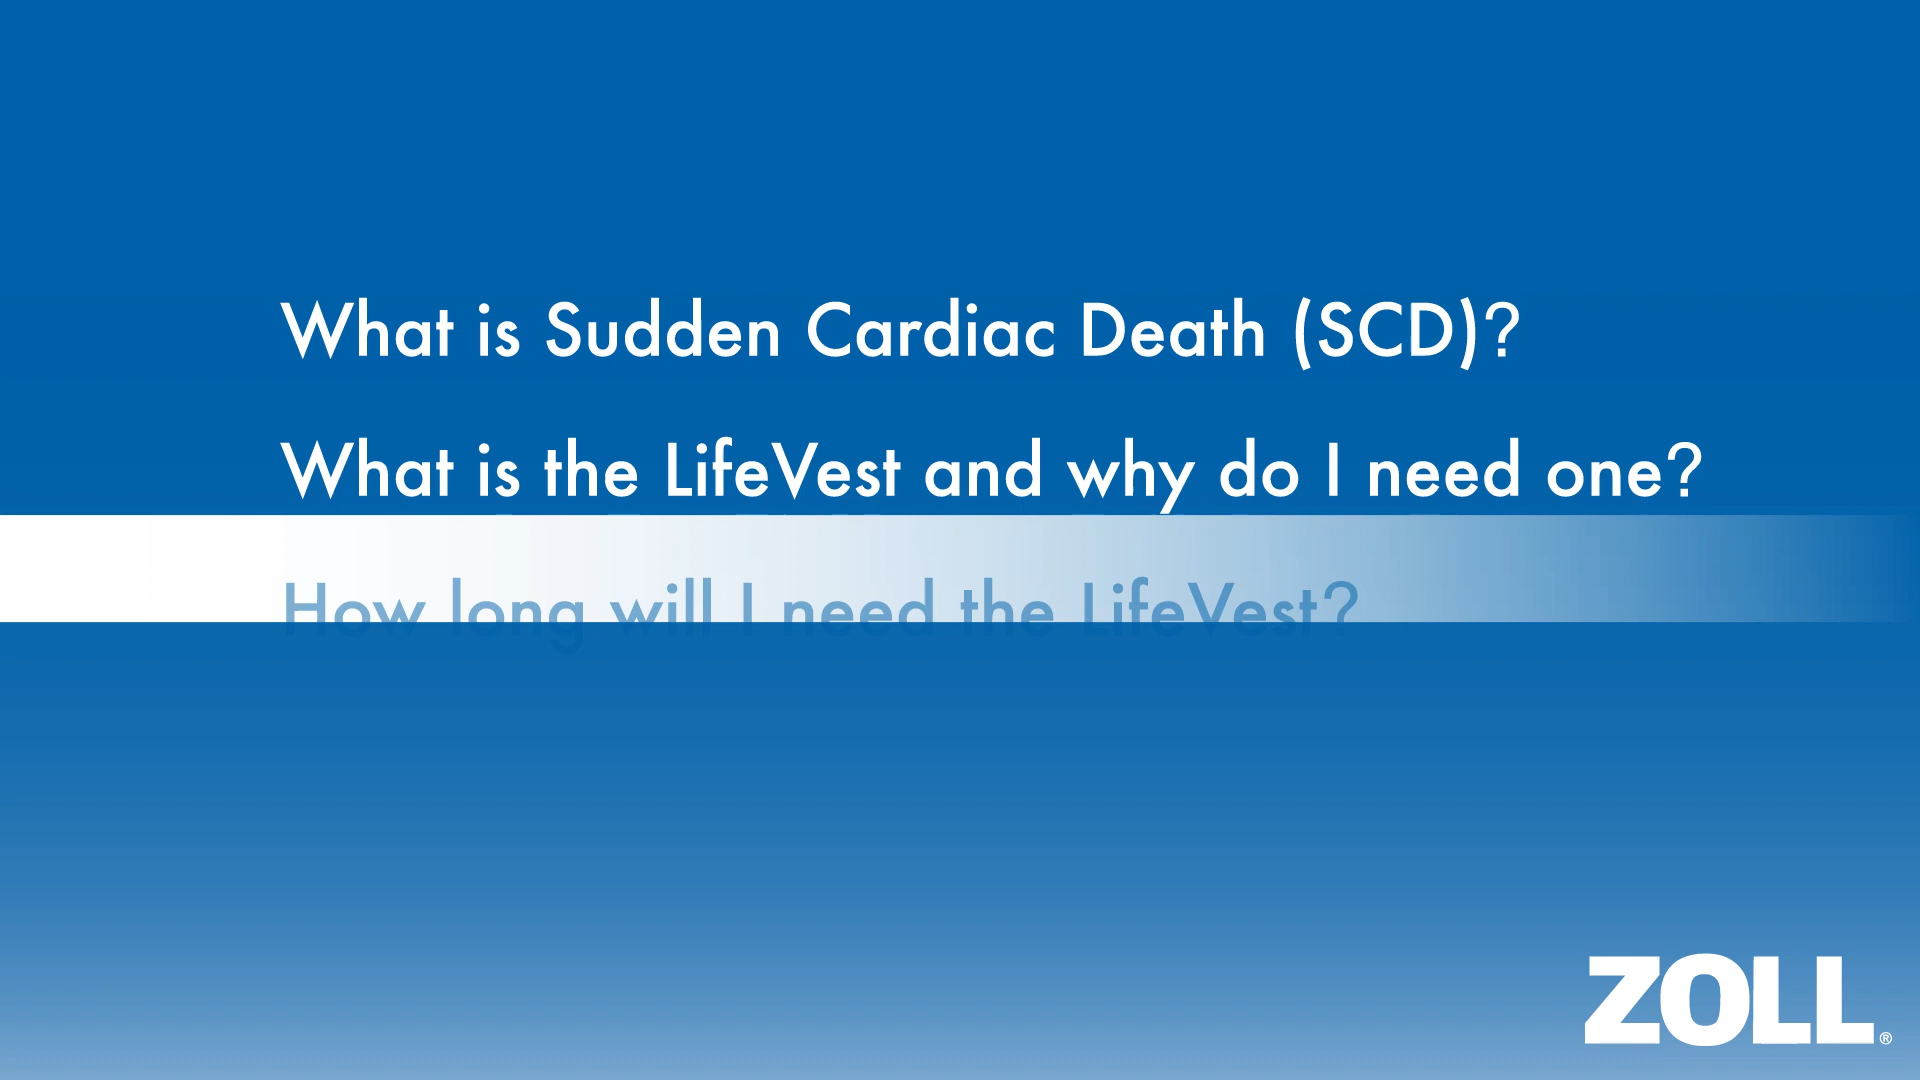 What is Sudden Cardiac Death (SCD)?
What is the LifeVest and why do I need one?
How long will I need the LifeVest?
ZOLL®